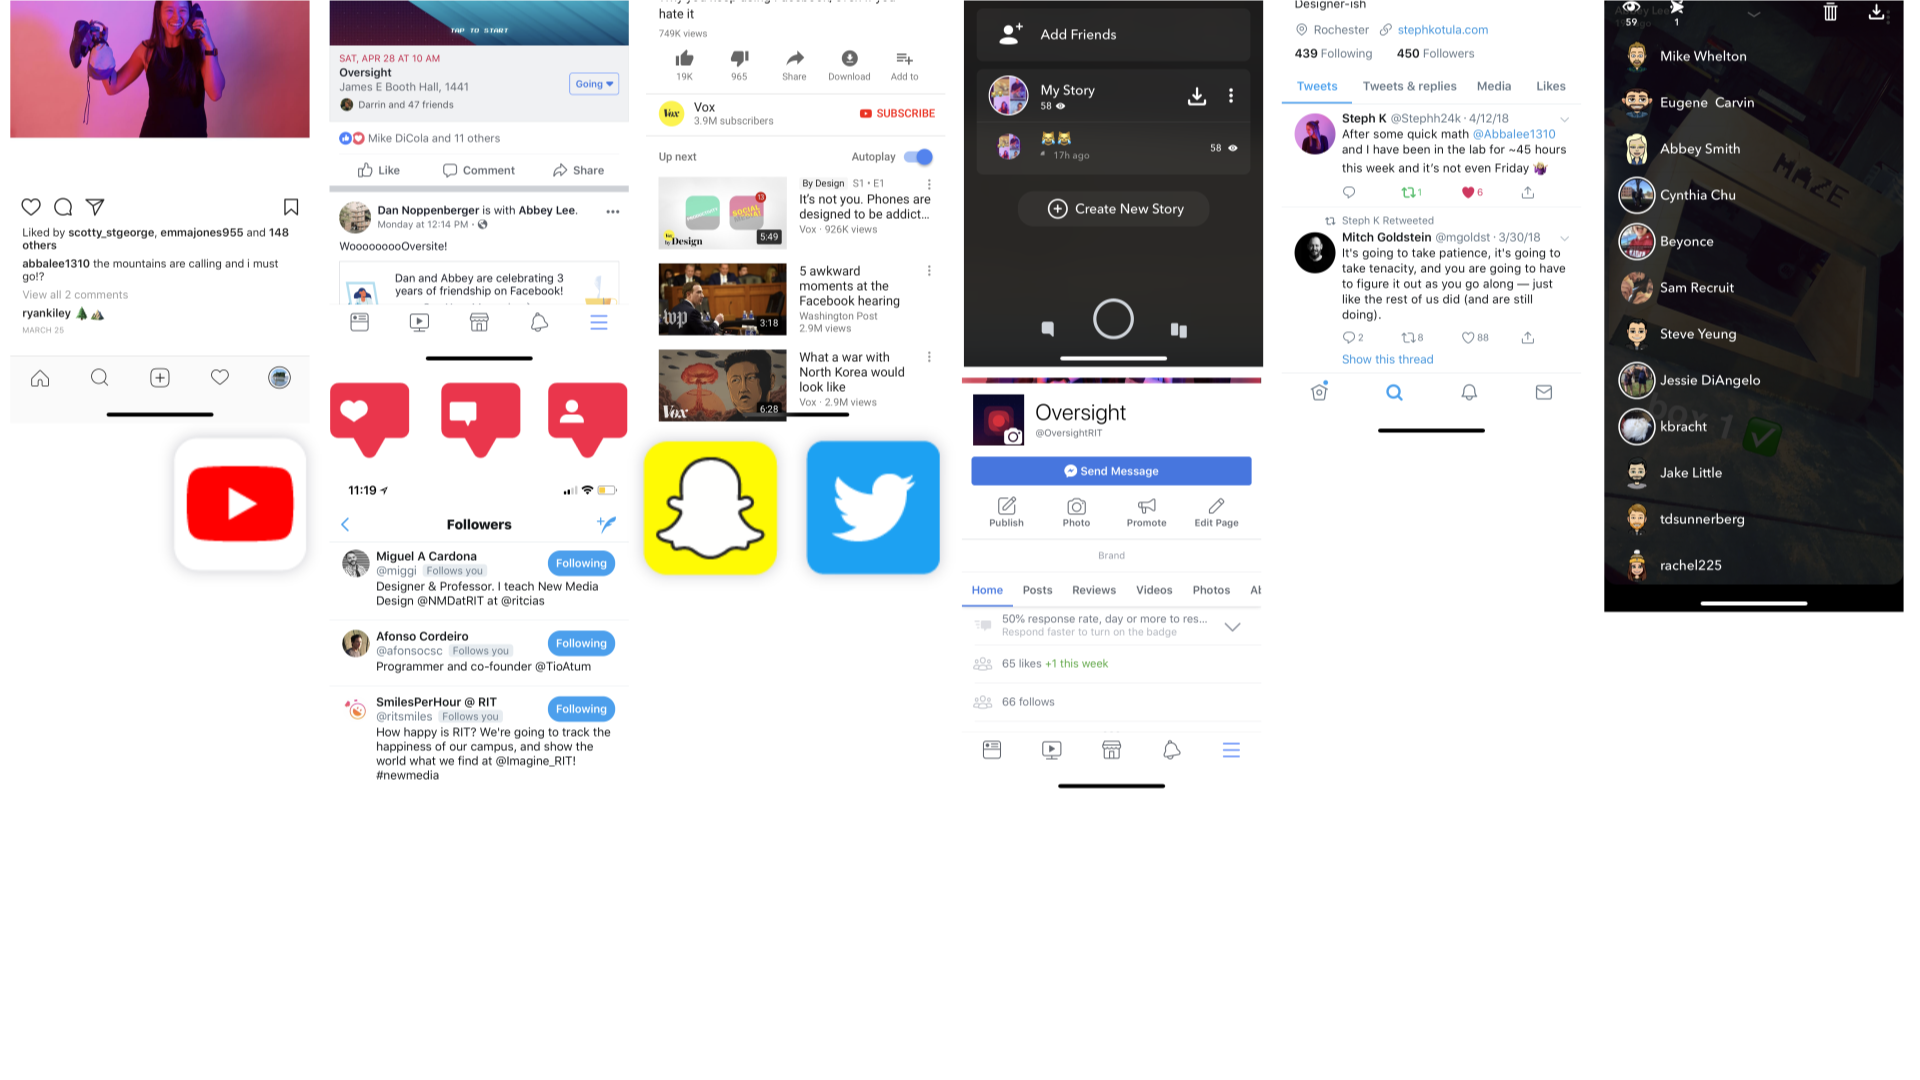 Liked by scotty_stgeorge, emmajones955 and 148
others
abbalee1310 the mountains are calling and i must
go!?
View all 2 comments
ryankiley 🌲⛰️
MARCH 25
TAP TO START
SAT, APR 28 AT 10 AM
Oversight
James E Booth Hall, 1441
Going
Darrin and 47 friends
Mike DiCola and 11 others
Like Comment Share
Dan Noppenberger is with Abbey Lee.
Monday at 12:14 PM
WooooooooOversite!
Dan and Abbey are celebrating 3
years of friendship on Facebook!
11:19
Followers
Miguel A Cardona
@miggi Follows you
Following
Designer & Professor. I teach New Media
Design @NMDatRIT at @ritcias
Afonso Cordeiro
@afonsocsc Follows you
Following
Programmer and co-founder @TioAtum
SmilesPerHour @ RIT
@ritsmiles Follows you
Following
How happy is RIT? We're going to track the
happiness of our campus, and show the
world what we find at @Imagine_RIT!
#newmedia
hate it
749K views
19K 965 Share Download Add to
Vox
Vox
3.9M subscribers
SUBSCRIBE
Up next
Autoplay
PRODUCTIVITY
SOCIAL
13
by Design
5:49
By Design S1 • E1
It's not you. Phones are
designed to be addict...
Vox · 926K views
wp
3:18
5 awkward
moments at the
Facebook hearing
Washington Post
2.9M views
Vox
6:28
What a war with
North Korea would
look like
Vox · 2.9M views
Add Friends
My Story
58
😹😹
17h ago
58
Create New Story
Oversight
@OversightRIT
Send Message
Publish Photo Promote Edit Page
Brand
Home Posts Reviews Videos Photos Al
50% response rate, day or more to res...
Respond faster to turn on the badge
65 likes +1 this week
66 follows
Designer-ish
Rochester stephkotula.com
439 Following 450 Followers
Tweets Tweets & replies Media Likes
Steph K @Stephh24k · 4/12/18
After some quick math @Abbalee1310
and I have been in the lab for ~45 hours
this week and it's not even Friday
1 6
Steph K Retweeted
Mitch Goldstein @mgoldst · 3/30/18
It's going to take patience, it's going to
take tenacity, and you are going to have
to figure it out as you go along — just
like the rest of us did (and are still
doing).
2 8 88
Show this thread
59 1
Mike Whelton
Eugene Carvin
Abbey Smith
MAZE
Cynthia Chu
Beyonce
Sam Recruit
Steve Yeung
Jessie DiAngelo
box 1 ✅
kbracht
Jake Little
tdsunnerberg
rachel225